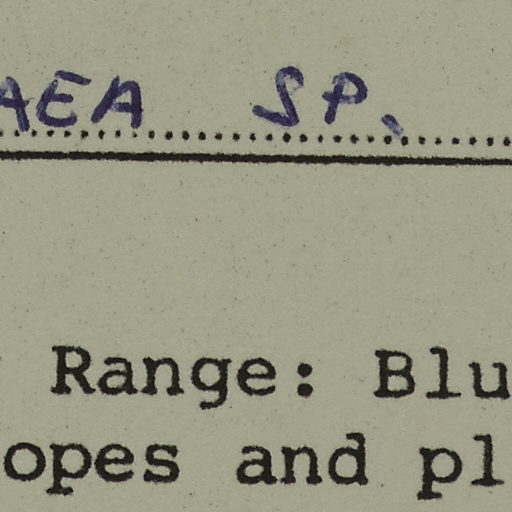 AEA SP.
Range: Blu
opes and pl